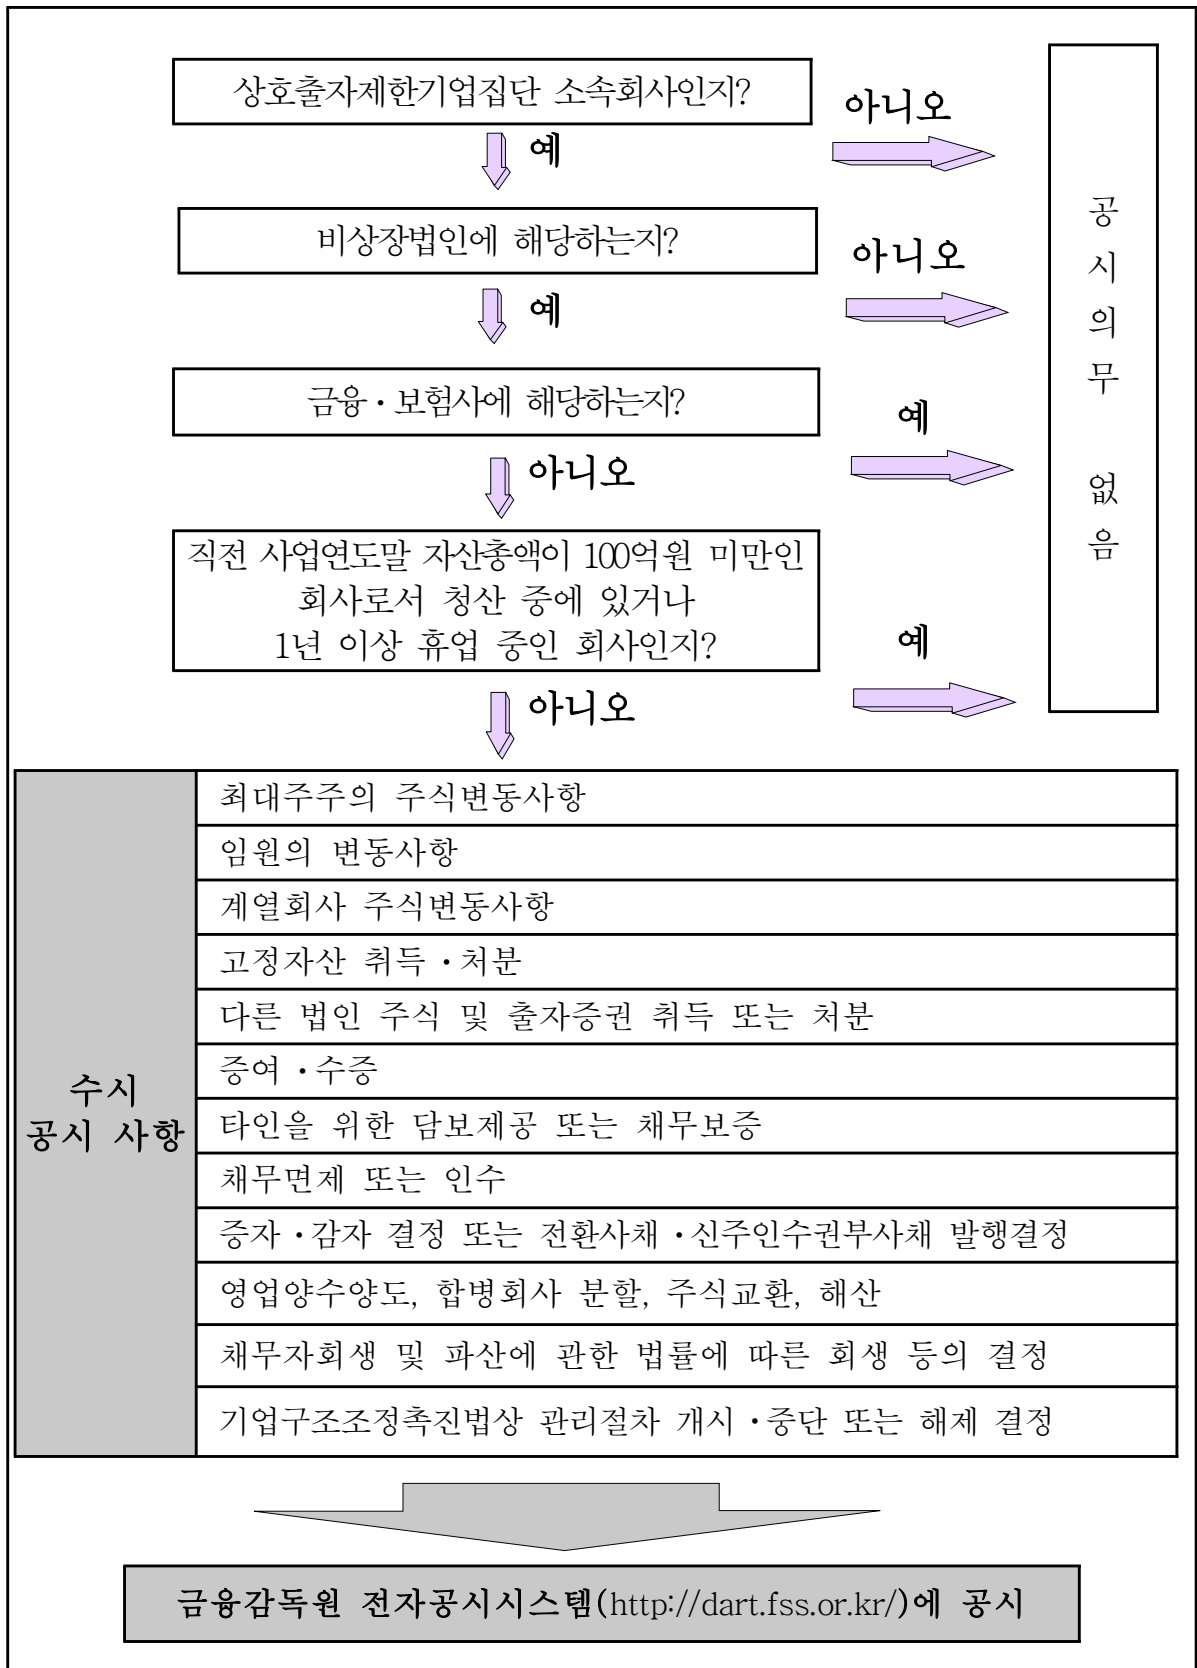 상호출자제한기업집단 소속회사인지?
아니오
예
비상장법인에 해당하는지?
아니오
예
금융·보험사에 해당하는지?
예
아니오
직전 사업연도말 자산총액이 100억원 미만인
회사로서 청산 중에 있거나
1년 이상 휴업 중인 회사인지?
예
아니오
공시의무 없음
수시
공시 사항
최대주주의 주식변동사항
임원의 변동사항
계열회사 주식변동사항
고정자산 취득·처분
다른 법인 주식 및 출자증권 취득 또는 처분
증여·수증
타인을 위한 담보제공 또는 채무보증
채무면제 또는 인수
증자·감자 결정 또는 전환사채·신주인수권부사채 발행결정
영업양수양도, 합병회사 분할, 주식교환, 해산
채무자회생 및 파산에 관한 법률에 따른 회생 등의 결정
기업구조조정촉진법상 관리절차 개시·중단 또는 해제 결정
금융감독원 전자공시시스템(http://dart.fss.or.kr/)에 공시